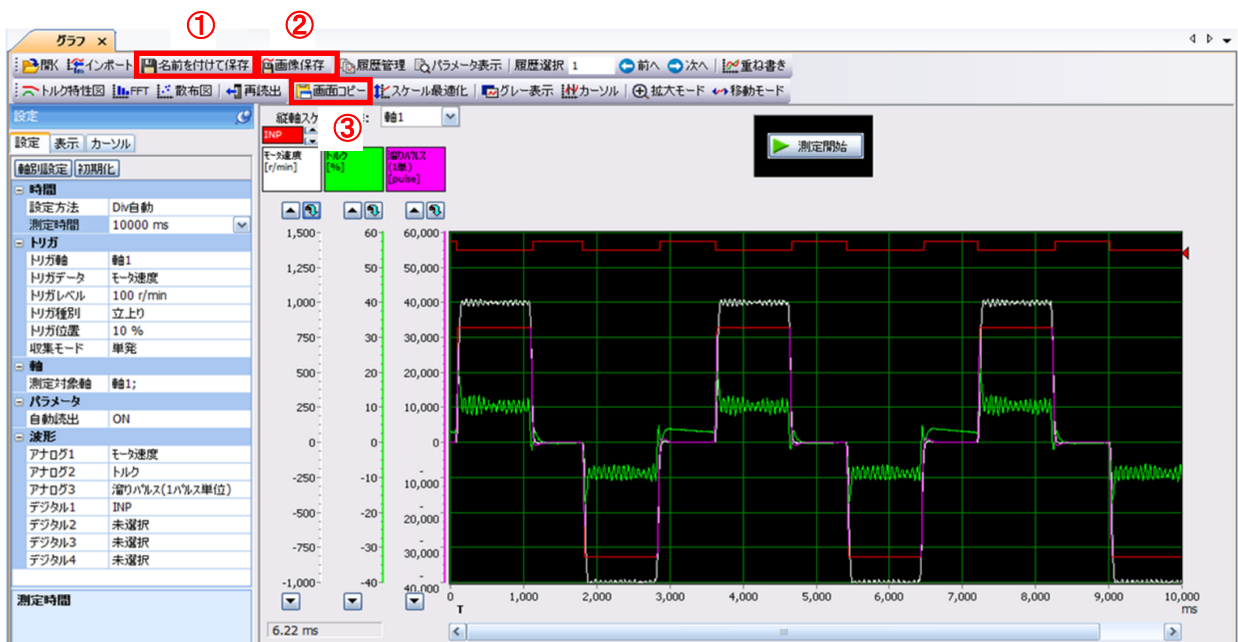 ① ②
グラフ ×
開く インポート 名前を付けて保存 画像保存 履歴管理 パラメータ表示 履歴選択 1 前へ 次へ 重ね書き
トルク特性図 FFT 散布図 再読出 画面コピー スケール最適化 グレー表示 カーソル 拡大モード 移動モード
設定
縦軸スケ : 軸1
③
設定 表示 カーソル
INP
測定開始
モータ速度 [r/min]
トルク [%]
溜りパルス (1単) [pulse]
軸別設定 初期化
時間
設定方法 Div自動
測定時間 10000 ms
トリガ
トリガ軸 軸1
トリガデータ モータ速度
トリガレベル 100 r/min
トリガ種別 立上り
トリガ位置 10 %
収集モード 単発
軸
測定対象軸 軸1;
パラメータ
自動読出 ON
波形
アナログ1 モータ速度
アナログ2 トルク
アナログ3 溜りパルス(1パルス単位)
デジタル1 INP
デジタル2 未選択
デジタル3 未選択
デジタル4 未選択
測定時間
1,500 60 60,000
1,250 50 50,000
1,000 40 40,000
750 30 30,000
500 20 20,000
250 10 10,000
0 0 0
-250 -10 -10,000
-500 -20 -20,000
-750 -30 -30,000
-1,000 -40 -40,000
0 1,000 2,000 3,000 4,000 5,000 6,000 7,000 8,000 9,000 10,000
T ms
6.22 ms